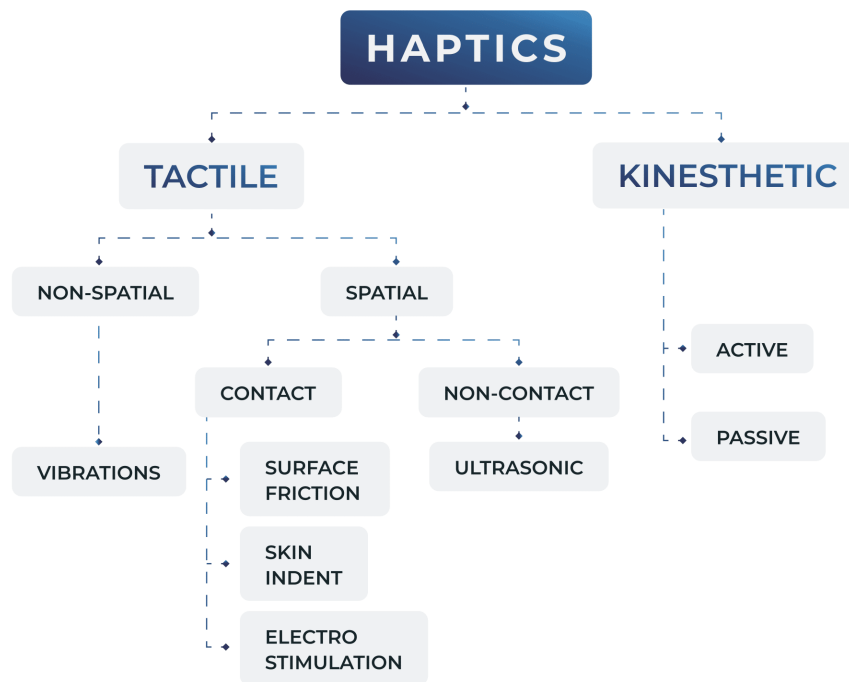 HAPTICS
TACTILE
KINESTHETIC
NON-SPATIAL
SPATIAL
ACTIVE
CONTACT
NON-CONTACT
PASSIVE
VIBRATIONS
SURFACE
FRICTION
ULTRASONIC
SKIN
INDENT
ELECTRO
STIMULATION